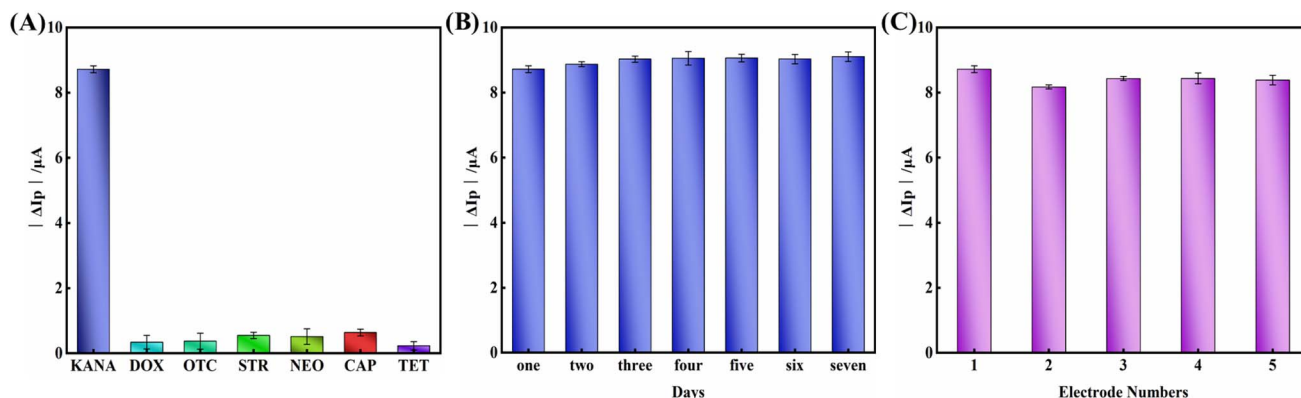 (A)
10
8
6
4
2
0
| ΔIp | /μA
KANA DOX OTC STR NEO CAP TET
(B)
10
8
6
4
2
0
| ΔIp | /μA
one two three four five six seven
Days
(C)
10
8
6
4
2
0
| ΔIp | /μA
1 2 3 4 5
Electrode Numbers